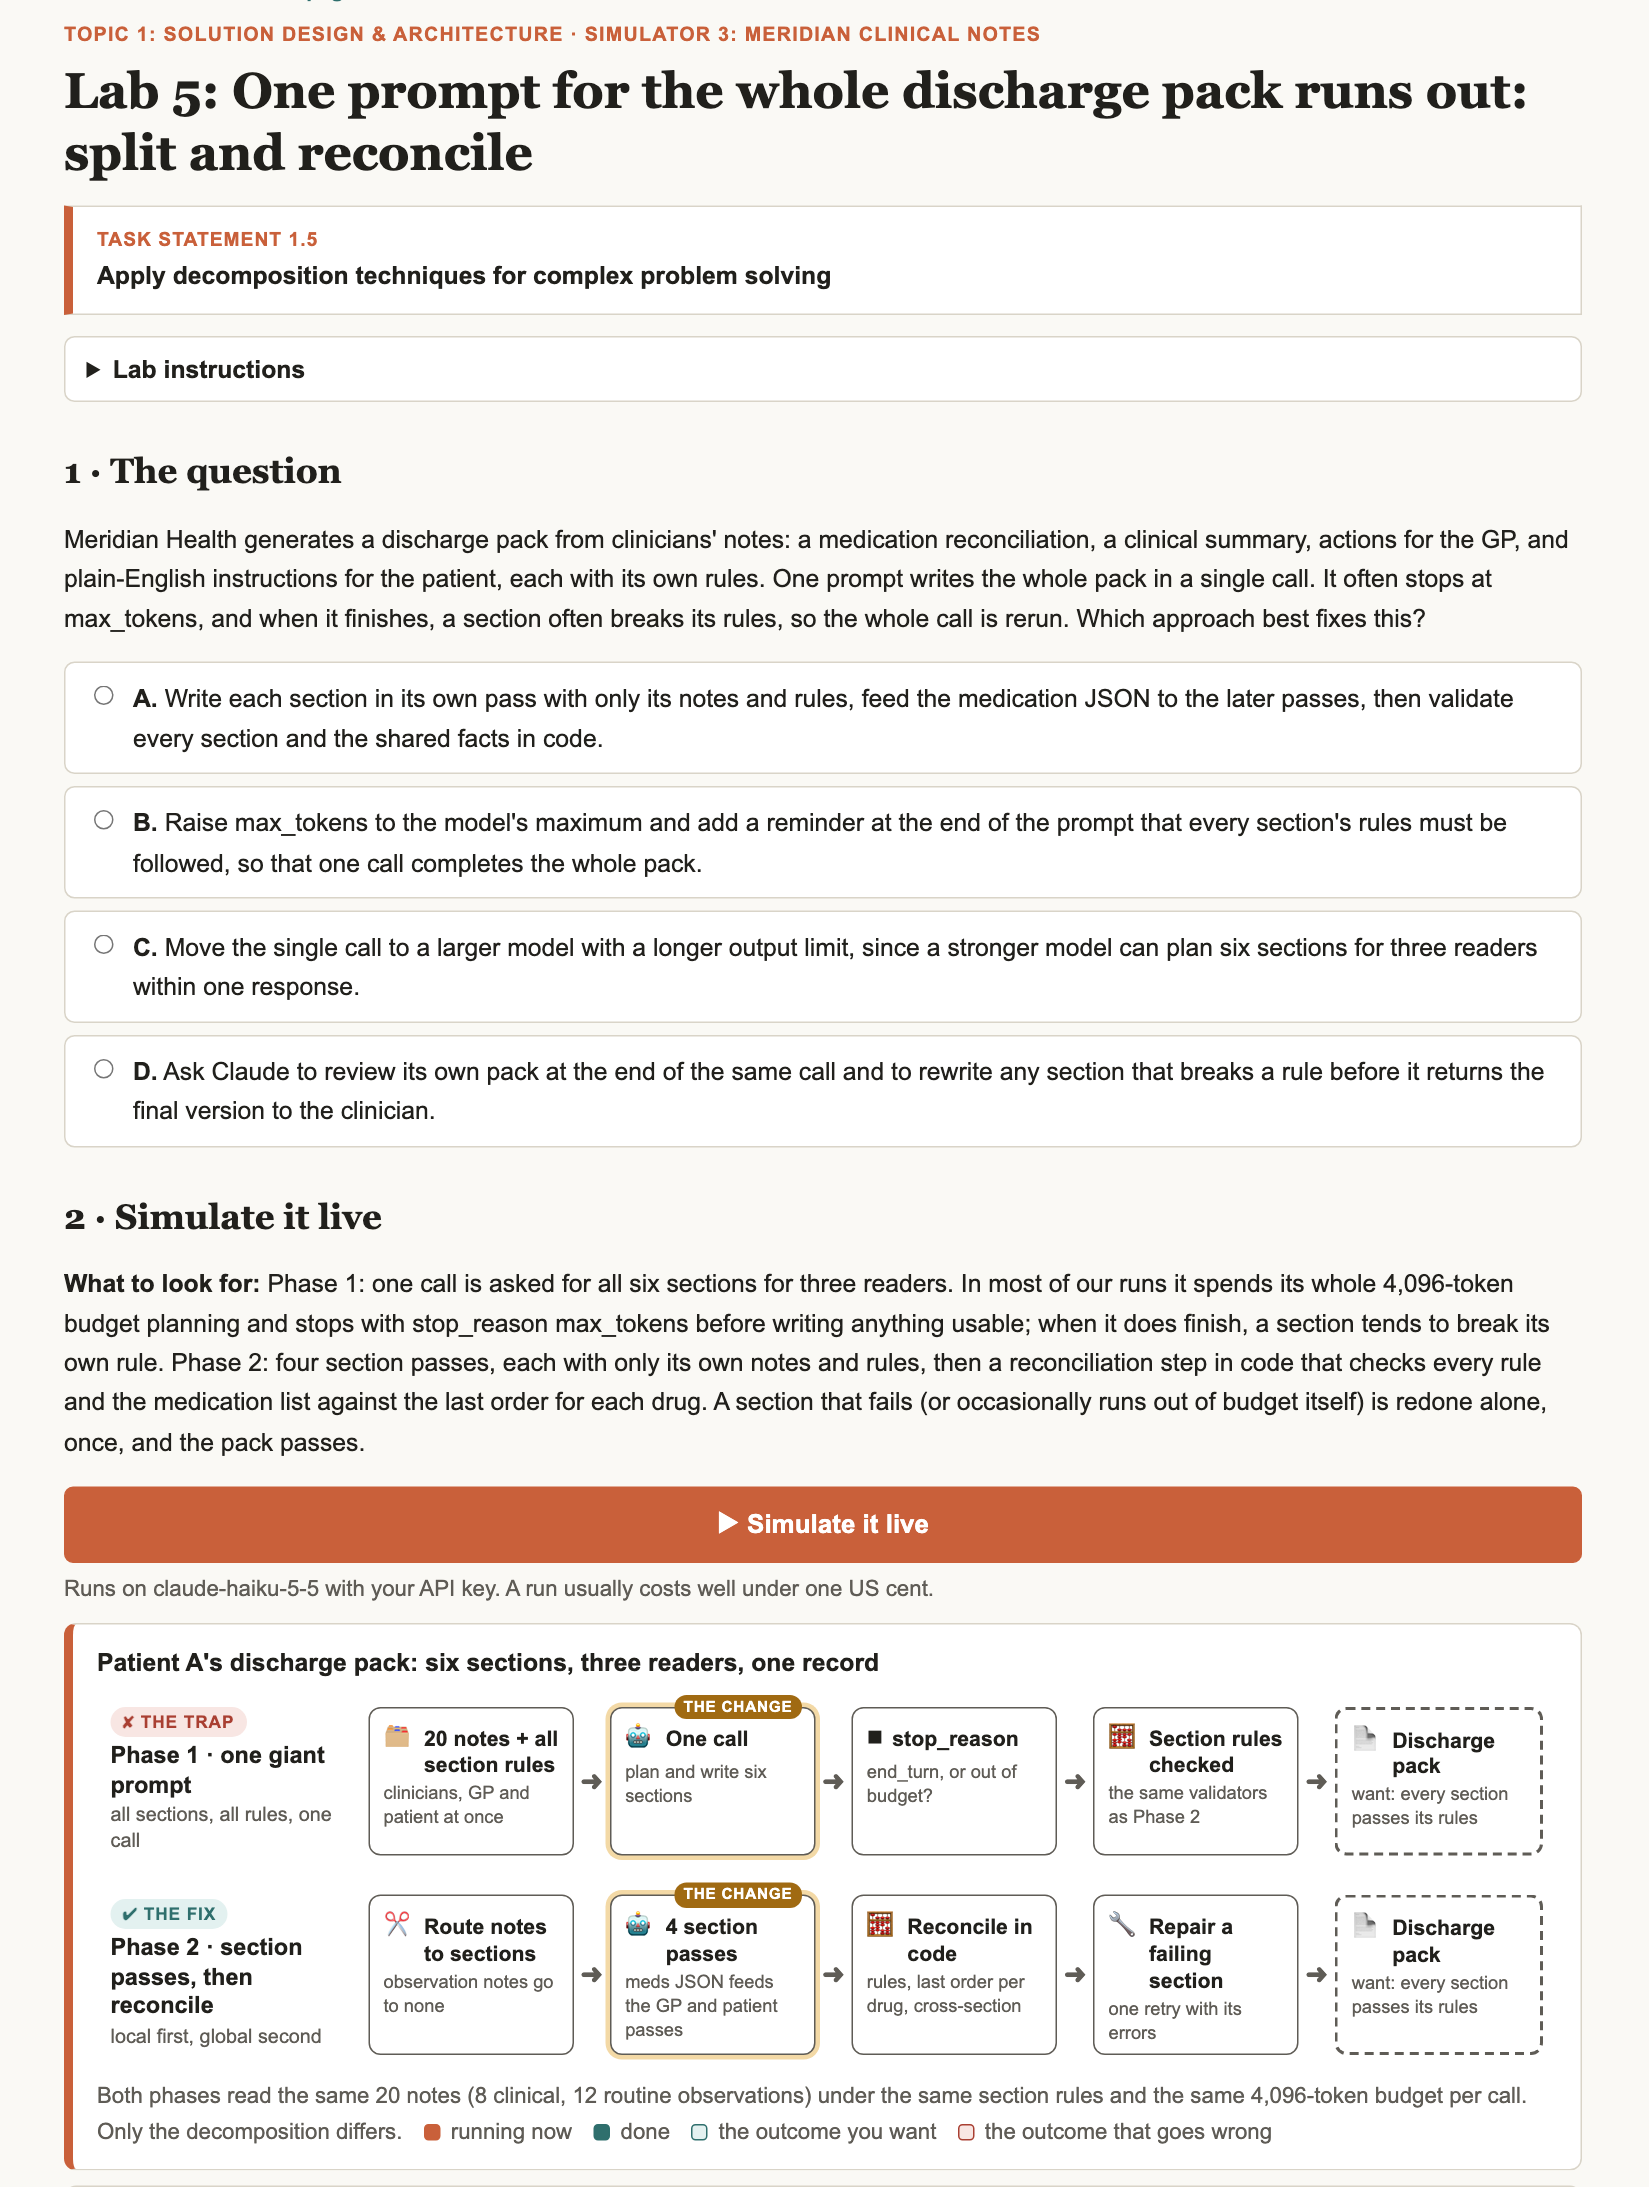 TOPIC 1: SOLUTION DESIGN & ARCHITECTURE · SIMULATOR 3: MERIDIAN CLINICAL NOTES
Lab 5: One prompt for the whole discharge pack runs out:
split and reconcile
TASK STATEMENT 1.5
Apply decomposition techniques for complex problem solving
▶ Lab instructions
1 · The question
Meridian Health generates a discharge pack from clinicians' notes: a medication reconciliation, a clinical summary, actions for the GP, and
plain-English instructions for the patient, each with its own rules. One prompt writes the whole pack in a single call. It often stops at
max_tokens, and when it finishes, a section often breaks its rules, so the whole call is rerun. Which approach best fixes this?
A. Write each section in its own pass with only its notes and rules, feed the medication JSON to the later passes, then validate
every section and the shared facts in code.
B. Raise max_tokens to the model's maximum and add a reminder at the end of the prompt that every section's rules must be
followed, so that one call completes the whole pack.
C. Move the single call to a larger model with a longer output limit, since a stronger model can plan six sections for three readers
within one response.
D. Ask Claude to review its own pack at the end of the same call and to rewrite any section that breaks a rule before it returns the
final version to the clinician.
2 · Simulate it live
What to look for: Phase 1: one call is asked for all six sections for three readers. In most of our runs it spends its whole 4,096-token
budget planning and stops with stop_reason max_tokens before writing anything usable; when it does finish, a section tends to break its
own rule. Phase 2: four section passes, each with only its own notes and rules, then a reconciliation step in code that checks every rule
and the medication list against the last order for each drug. A section that fails (or occasionally runs out of budget itself) is redone alone,
once, and the pack passes.
▶ Simulate it live
Runs on claude-haiku-5-5 with your API key. A run usually costs well under one US cent.
Patient A's discharge pack: six sections, three readers, one record
✘ THE TRAP
Phase 1 · one giant
prompt
all sections, all rules, one
call
20 notes + all
section rules
clinicians, GP and
patient at once
➜
THE CHANGE
One call
plan and write six
sections
➜
stop_reason
end_turn, or out of
budget?
➜
Section rules
checked
the same validators
as Phase 2
➜
Discharge
pack
want: every section
passes its rules
✔ THE FIX
Phase 2 · section
passes, then
reconcile
local first, global second
Route notes
to sections
observation notes go
to none
➜
THE CHANGE
4 section
passes
meds JSON feeds
the GP and patient
passes
➜
Reconcile in
code
rules, last order per
drug, cross-section
➜
Repair a
failing
section
one retry with its
errors
➜
Discharge
pack
want: every section
passes its rules
Both phases read the same 20 notes (8 clinical, 12 routine observations) under the same section rules and the same 4,096-token budget per call.
Only the decomposition differs. running now done the outcome you want the outcome that goes wrong